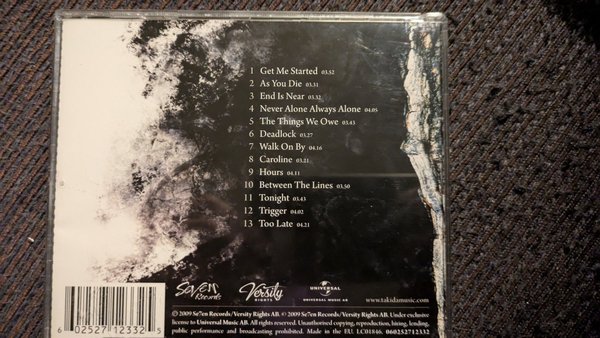 1 Get Me Started 03.52
2 As You Die 03.31
3 End Is Near 03.32
4 Never Alone Always Alone 04.05
5 The Things We Owe 03.43
6 Deadlock 03.27
7 Walk On By 04.16
8 Caroline 03.21
9 Hours 04.11
10 Between The Lines 03.50
11 Tonight 03.43
12 Trigger 04.02
13 Too Late 04.21
Se7en Records
Versity RIGHTS
UNIVERSAL
UNIVERSAL MUSIC AB
www.takidamusic.com
6 02527 12332 5
℗ 2009 Se7en Records/Versity Rights AB. © 2009 Se7en Records/Versity Rights AB. Under exclusive
license to Universal Music AB. All rights reserved. Unauthorised copying, reproduction, hiring, lending,
public performance and broadcasting prohibited. Made in the EU. LC01846. 060252712332